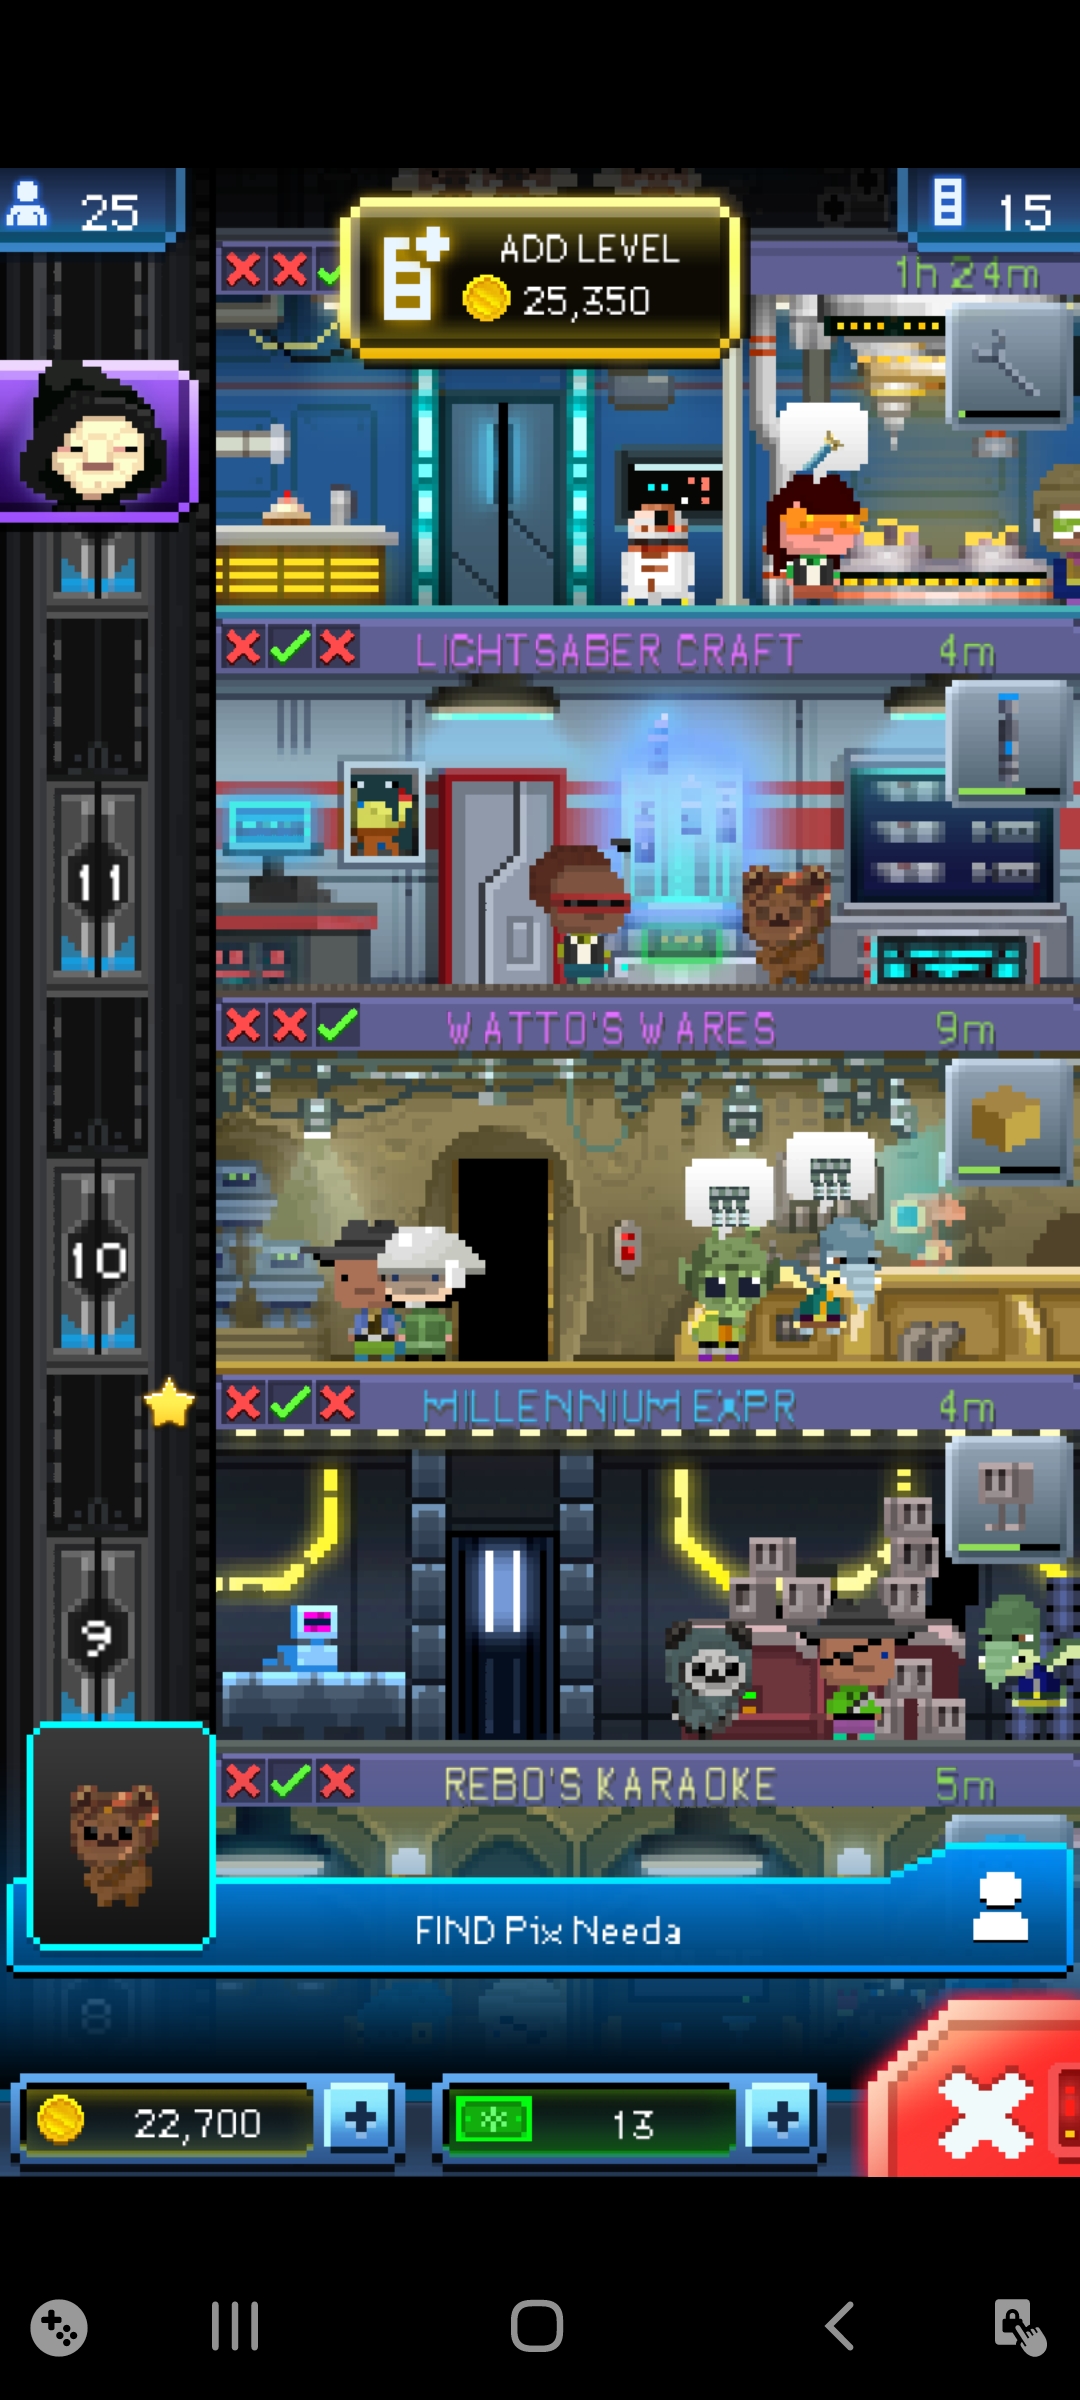 25
ADD LEVEL
25,350
15
1h 24m
LIGHTSABER CRAFT
4m
11
WATTO'S WARES
9m
10
MILLENNIUM EXPR
4m
9
REBO'S KARAOKE
5m
FIND Pix Needa
8
22,700
13